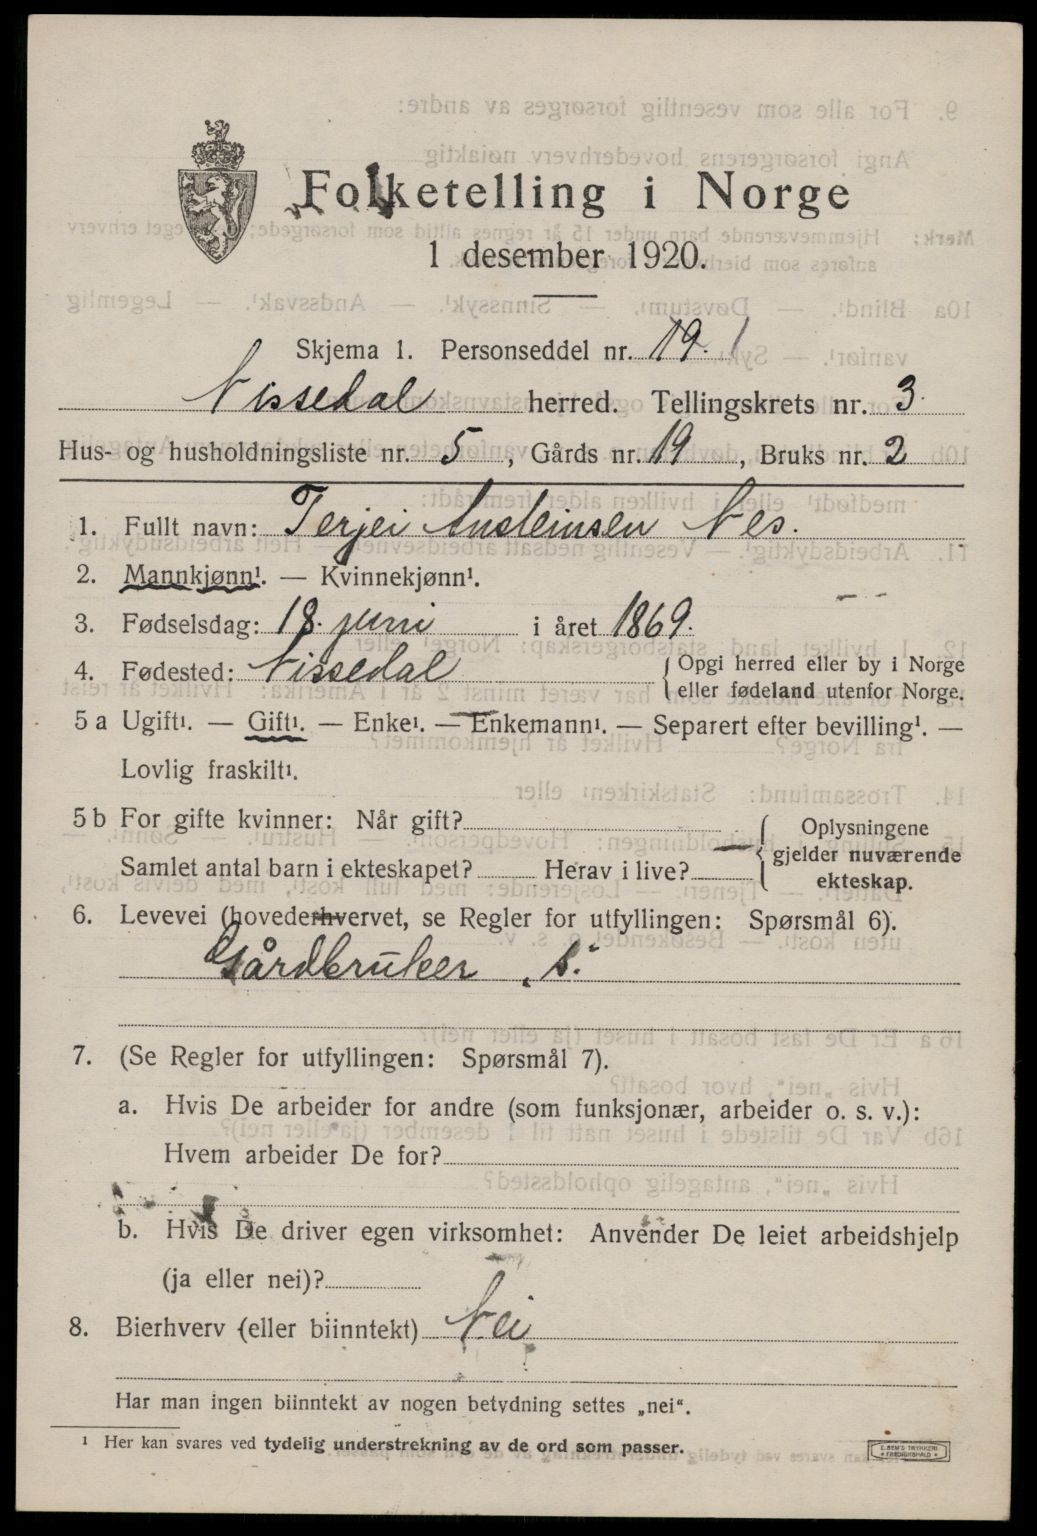 Folketelling i Norge
1 desember 1920.
Skjema 1. Personseddel nr. 19. 1
Nissedal herred. Tellingskrets nr. 3.
Hus- og husholdningsliste nr. 5, Gårds nr. 19, Bruks nr. 2
1. Fullt navn: Terjei Ansteinsen Nes.
2. Mannkjønn¹. — Kvinnekjønn¹.
3. Fødselsdag: 18. juni i året 1869.
4. Fødested: Nissedal { Opgi herred eller by i Norge
eller fødeland utenfor Norge.
5 a Ugift¹. — Gift¹. — Enke¹. — Enkemann¹. — Separert efter bevilling¹. —
Lovlig fraskilt¹.
5 b For gifte kvinner: Når gift? { Oplysningene
gjelder nuværende
Samlet antal barn i ekteskapet? Herav i live?
ekteskap.
6. Levevei (hovederhvervet, se Regler for utfyllingen: Spørsmål 6).
Gårdbruker s.
7. (Se Regler for utfyllingen: Spørsmål 7).
a. Hvis De arbeider for andre (som funksjonær, arbeider o. s. v.):
Hvem arbeider De for?
b. Hvis De driver egen virksomhet: Anvender De leiet arbeidshjelp
(ja eller nei)?
8. Bierhverv (eller biinntekt) Nei
Har man ingen biinntekt av nogen betydning settes „nei“.
¹ Her kan svares ved tydelig understrekning av de ord som passer.